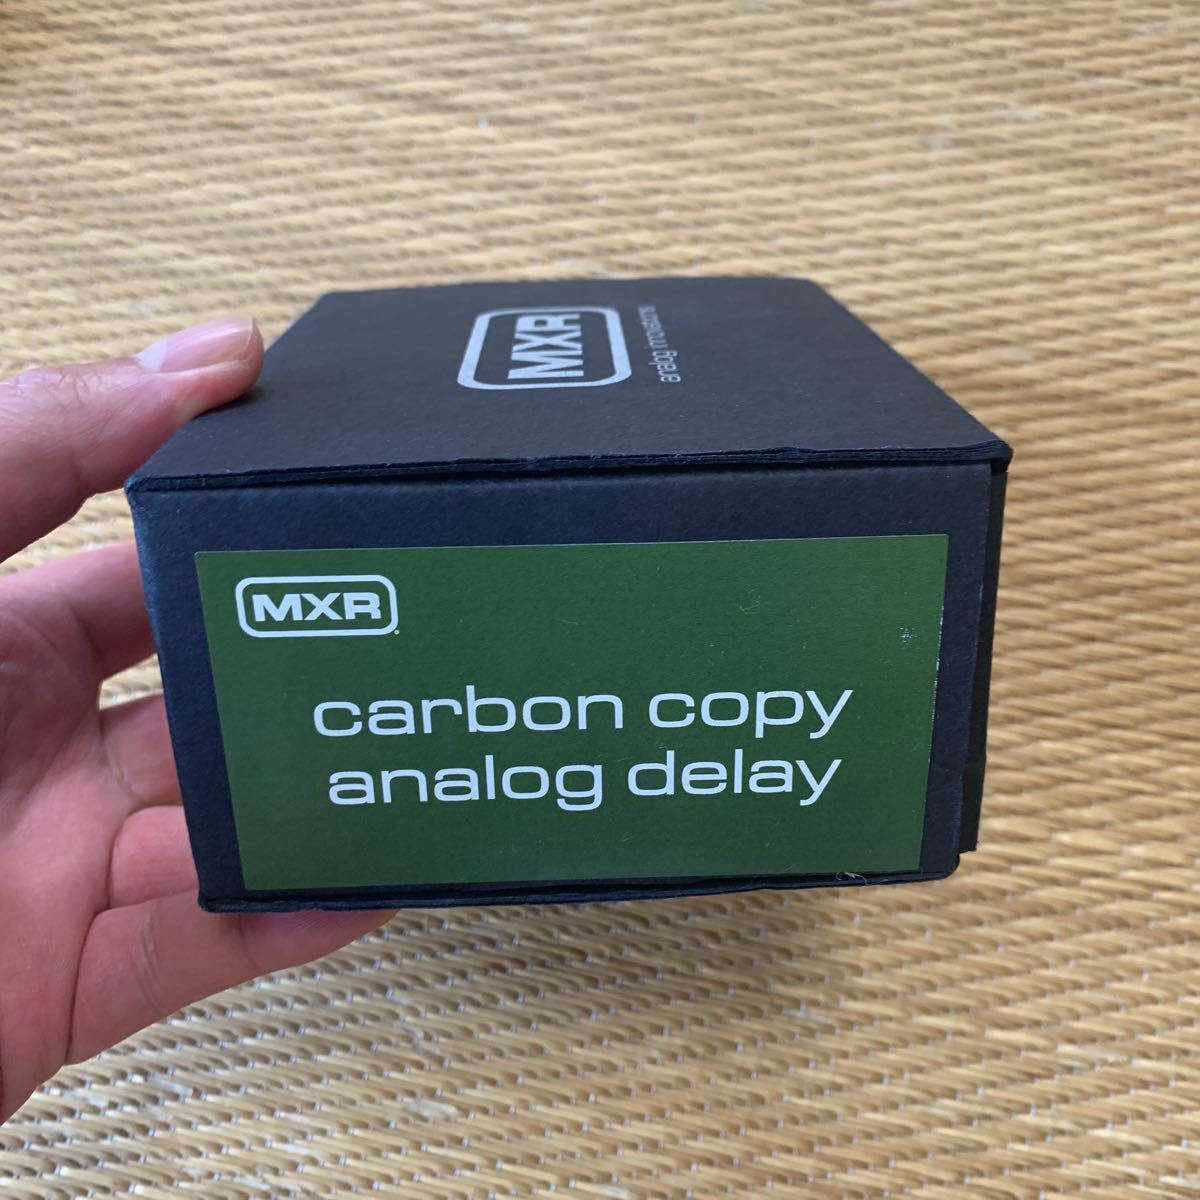 MXR
analog innovations
MXR
carbon copy
analog delay